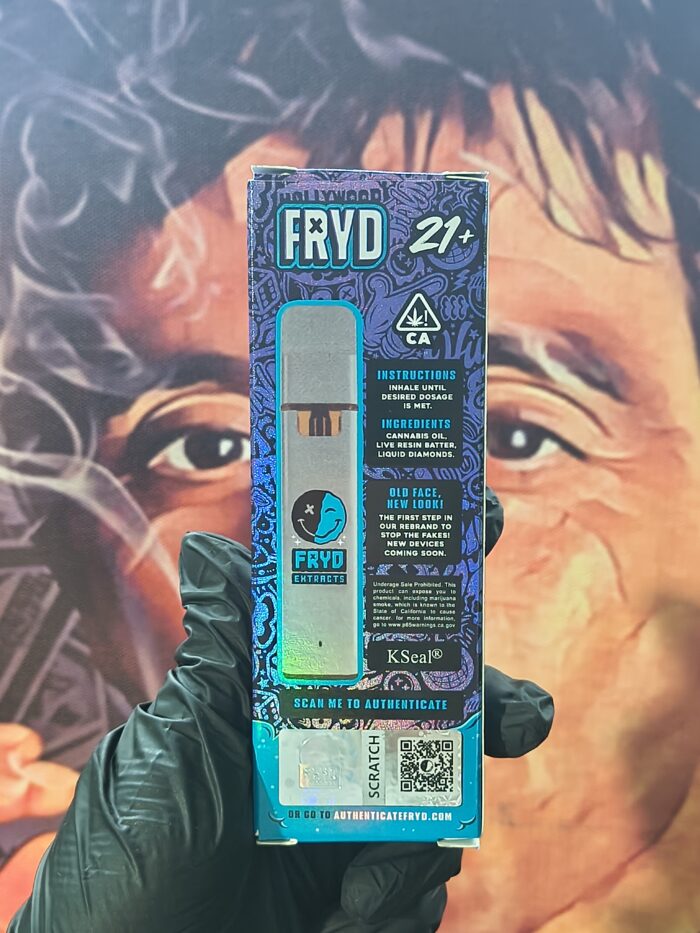 HOLLYWOOD
FRYD 21+
CA
INSTRUCTIONS
INHALE UNTIL
DESIRED DOSAGE
IS MET.
INGREDIENTS
CANNABIS OIL,
LIVE RESIN BATTER,
LIQUID DIAMONDS.
OLD FACE,
NEW LOOK!
THE FIRST STEP IN
OUR REBRAND TO
STOP THE FAKES!
NEW DEVICES
COMING SOON.
FRYD
EXTRACTS
Underage Sale Prohibited. This
product can expose you to
chemicals, including marijuana
smoke, which is known to the
State of California to cause
cancer. for more information,
go to www.p65warnings.ca.gov
KSeal®
SCAN ME TO AUTHENTICATE
SCRATCH
OR GO TO AUTHENTICATEFRYD.COM